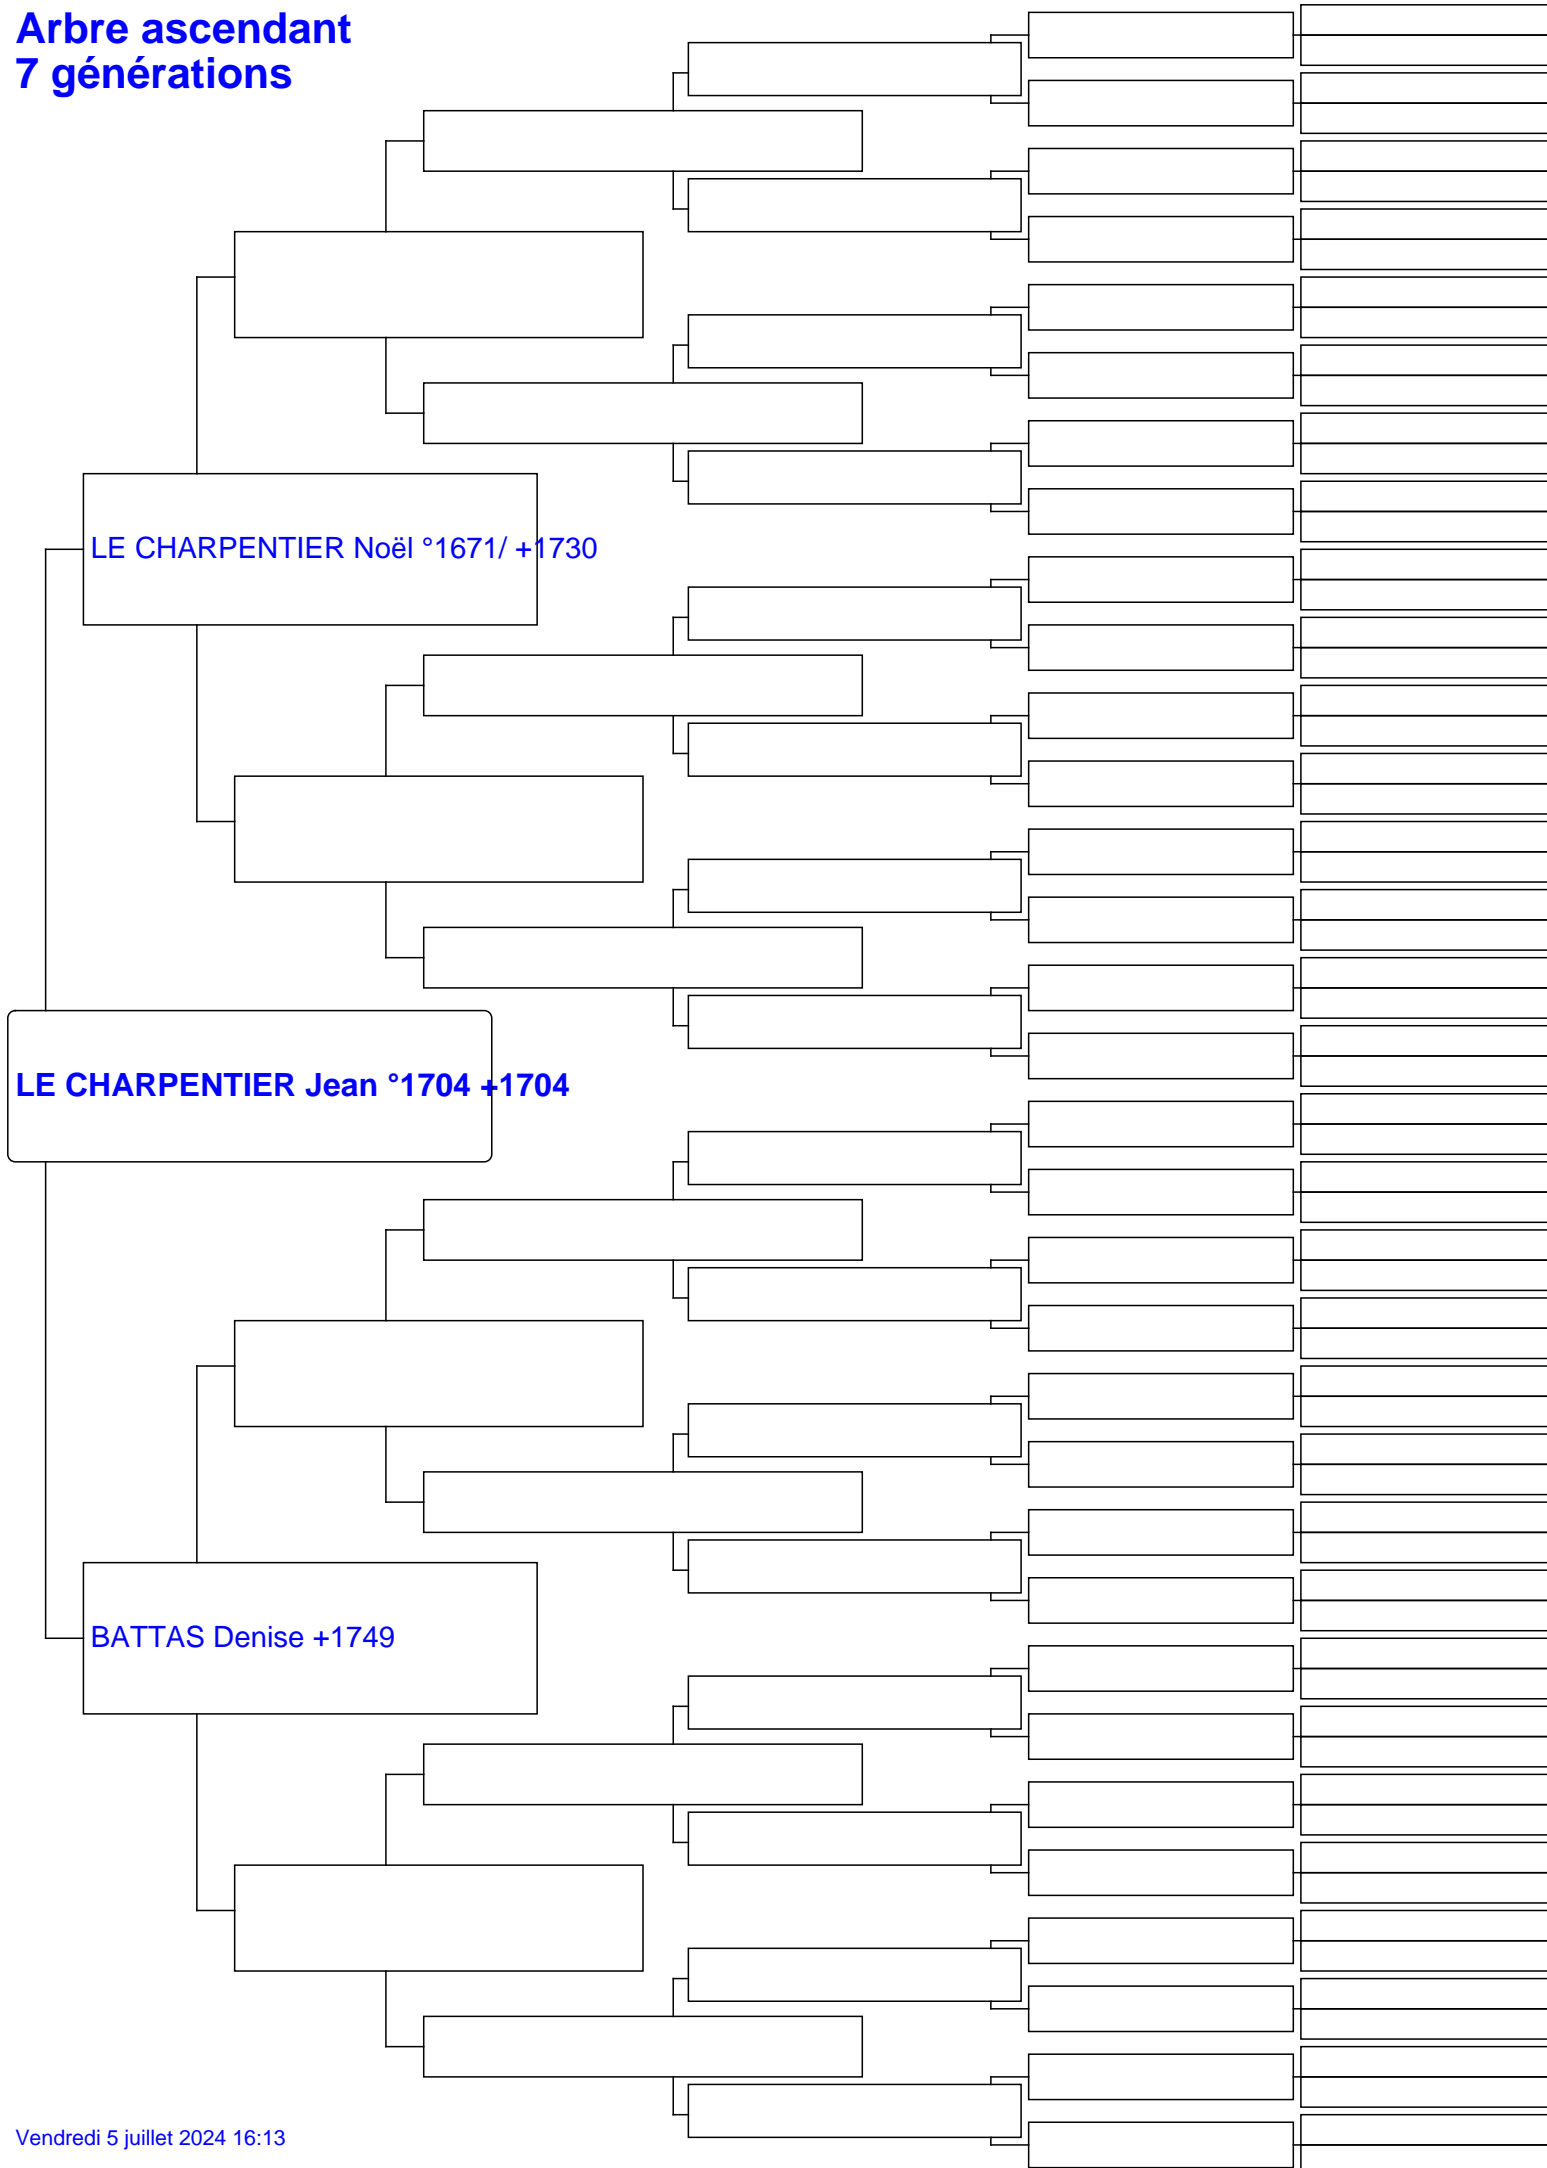 Arbre ascendant
7 générations
LE CHARPENTIER Noël °1671/ +1730
LE CHARPENTIER Jean °1704 +1704
BATTAS Denise +1749
Vendredi 5 juillet 2024 16:13